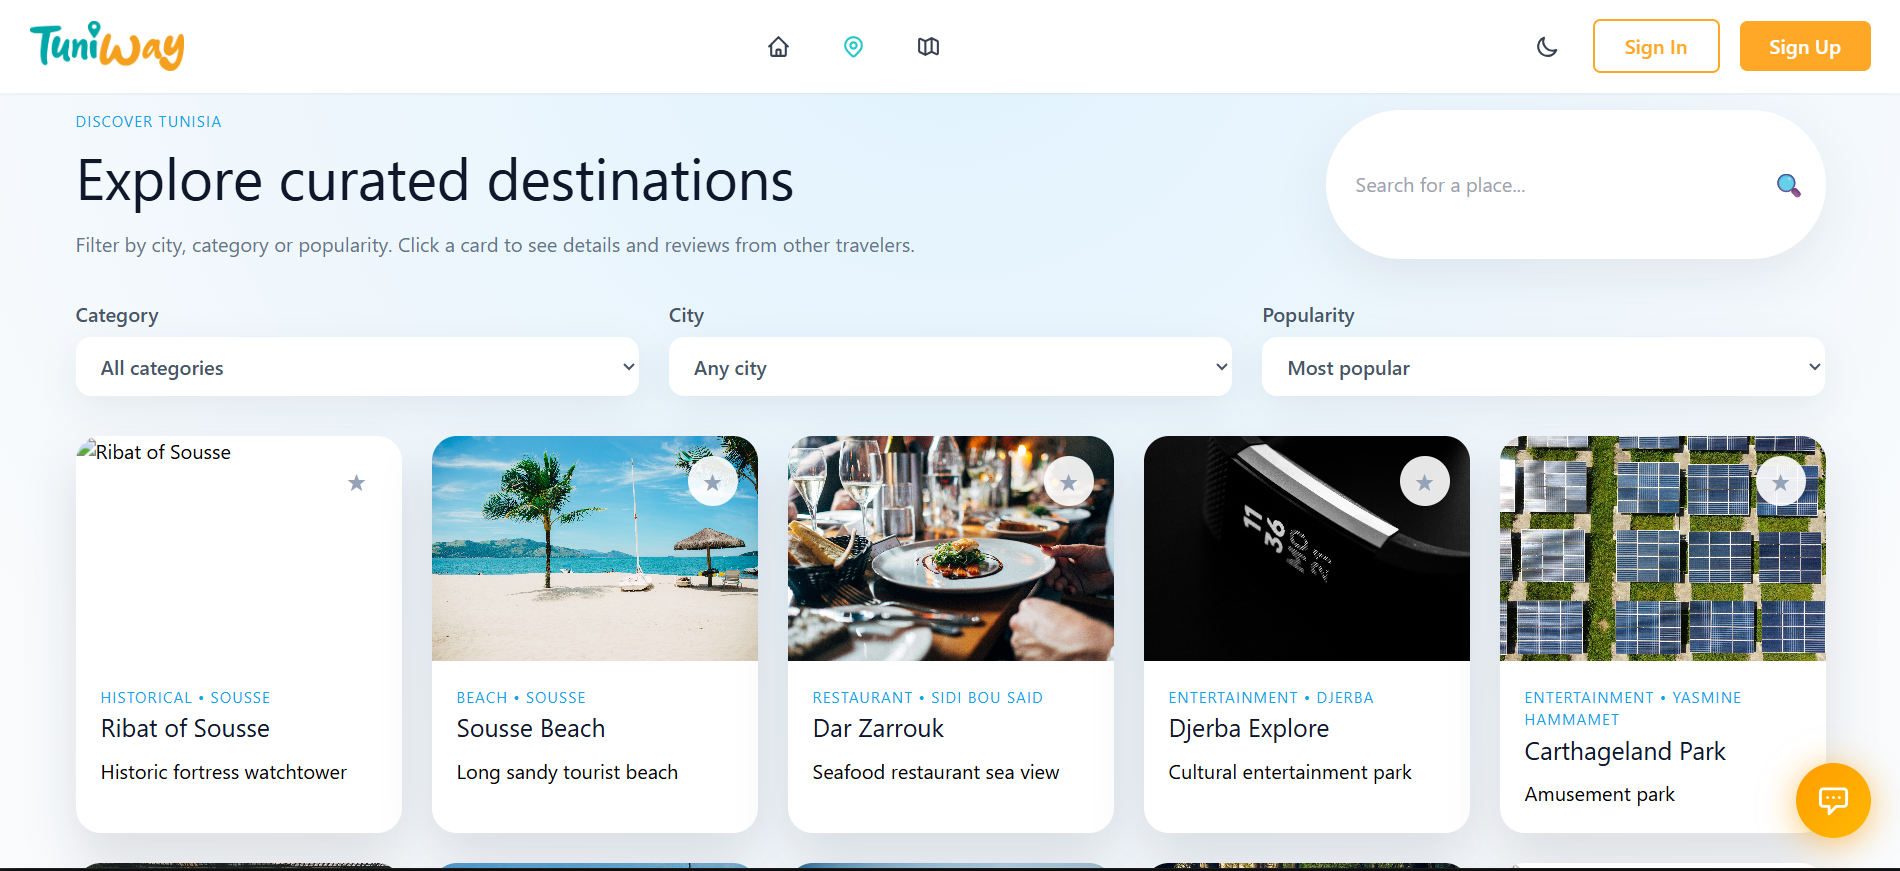 TuniWay
Sign In
Sign Up
DISCOVER TUNISIA
Explore curated destinations
Filter by city, category or popularity. Click a card to see details and reviews from other travelers.
Search for a place...
Category
City
Popularity
All categories
Any city
Most popular
Ribat of Sousse
11
36
HISTORICAL • SOUSSE
Ribat of Sousse
Historic fortress watchtower
BEACH • SOUSSE
Sousse Beach
Long sandy tourist beach
RESTAURANT • SIDI BOU SAID
Dar Zarrouk
Seafood restaurant sea view
ENTERTAINMENT • DJERBA
Djerba Explore
Cultural entertainment park
ENTERTAINMENT • YASMINE
HAMMAMET
Carthageland Park
Amusement park